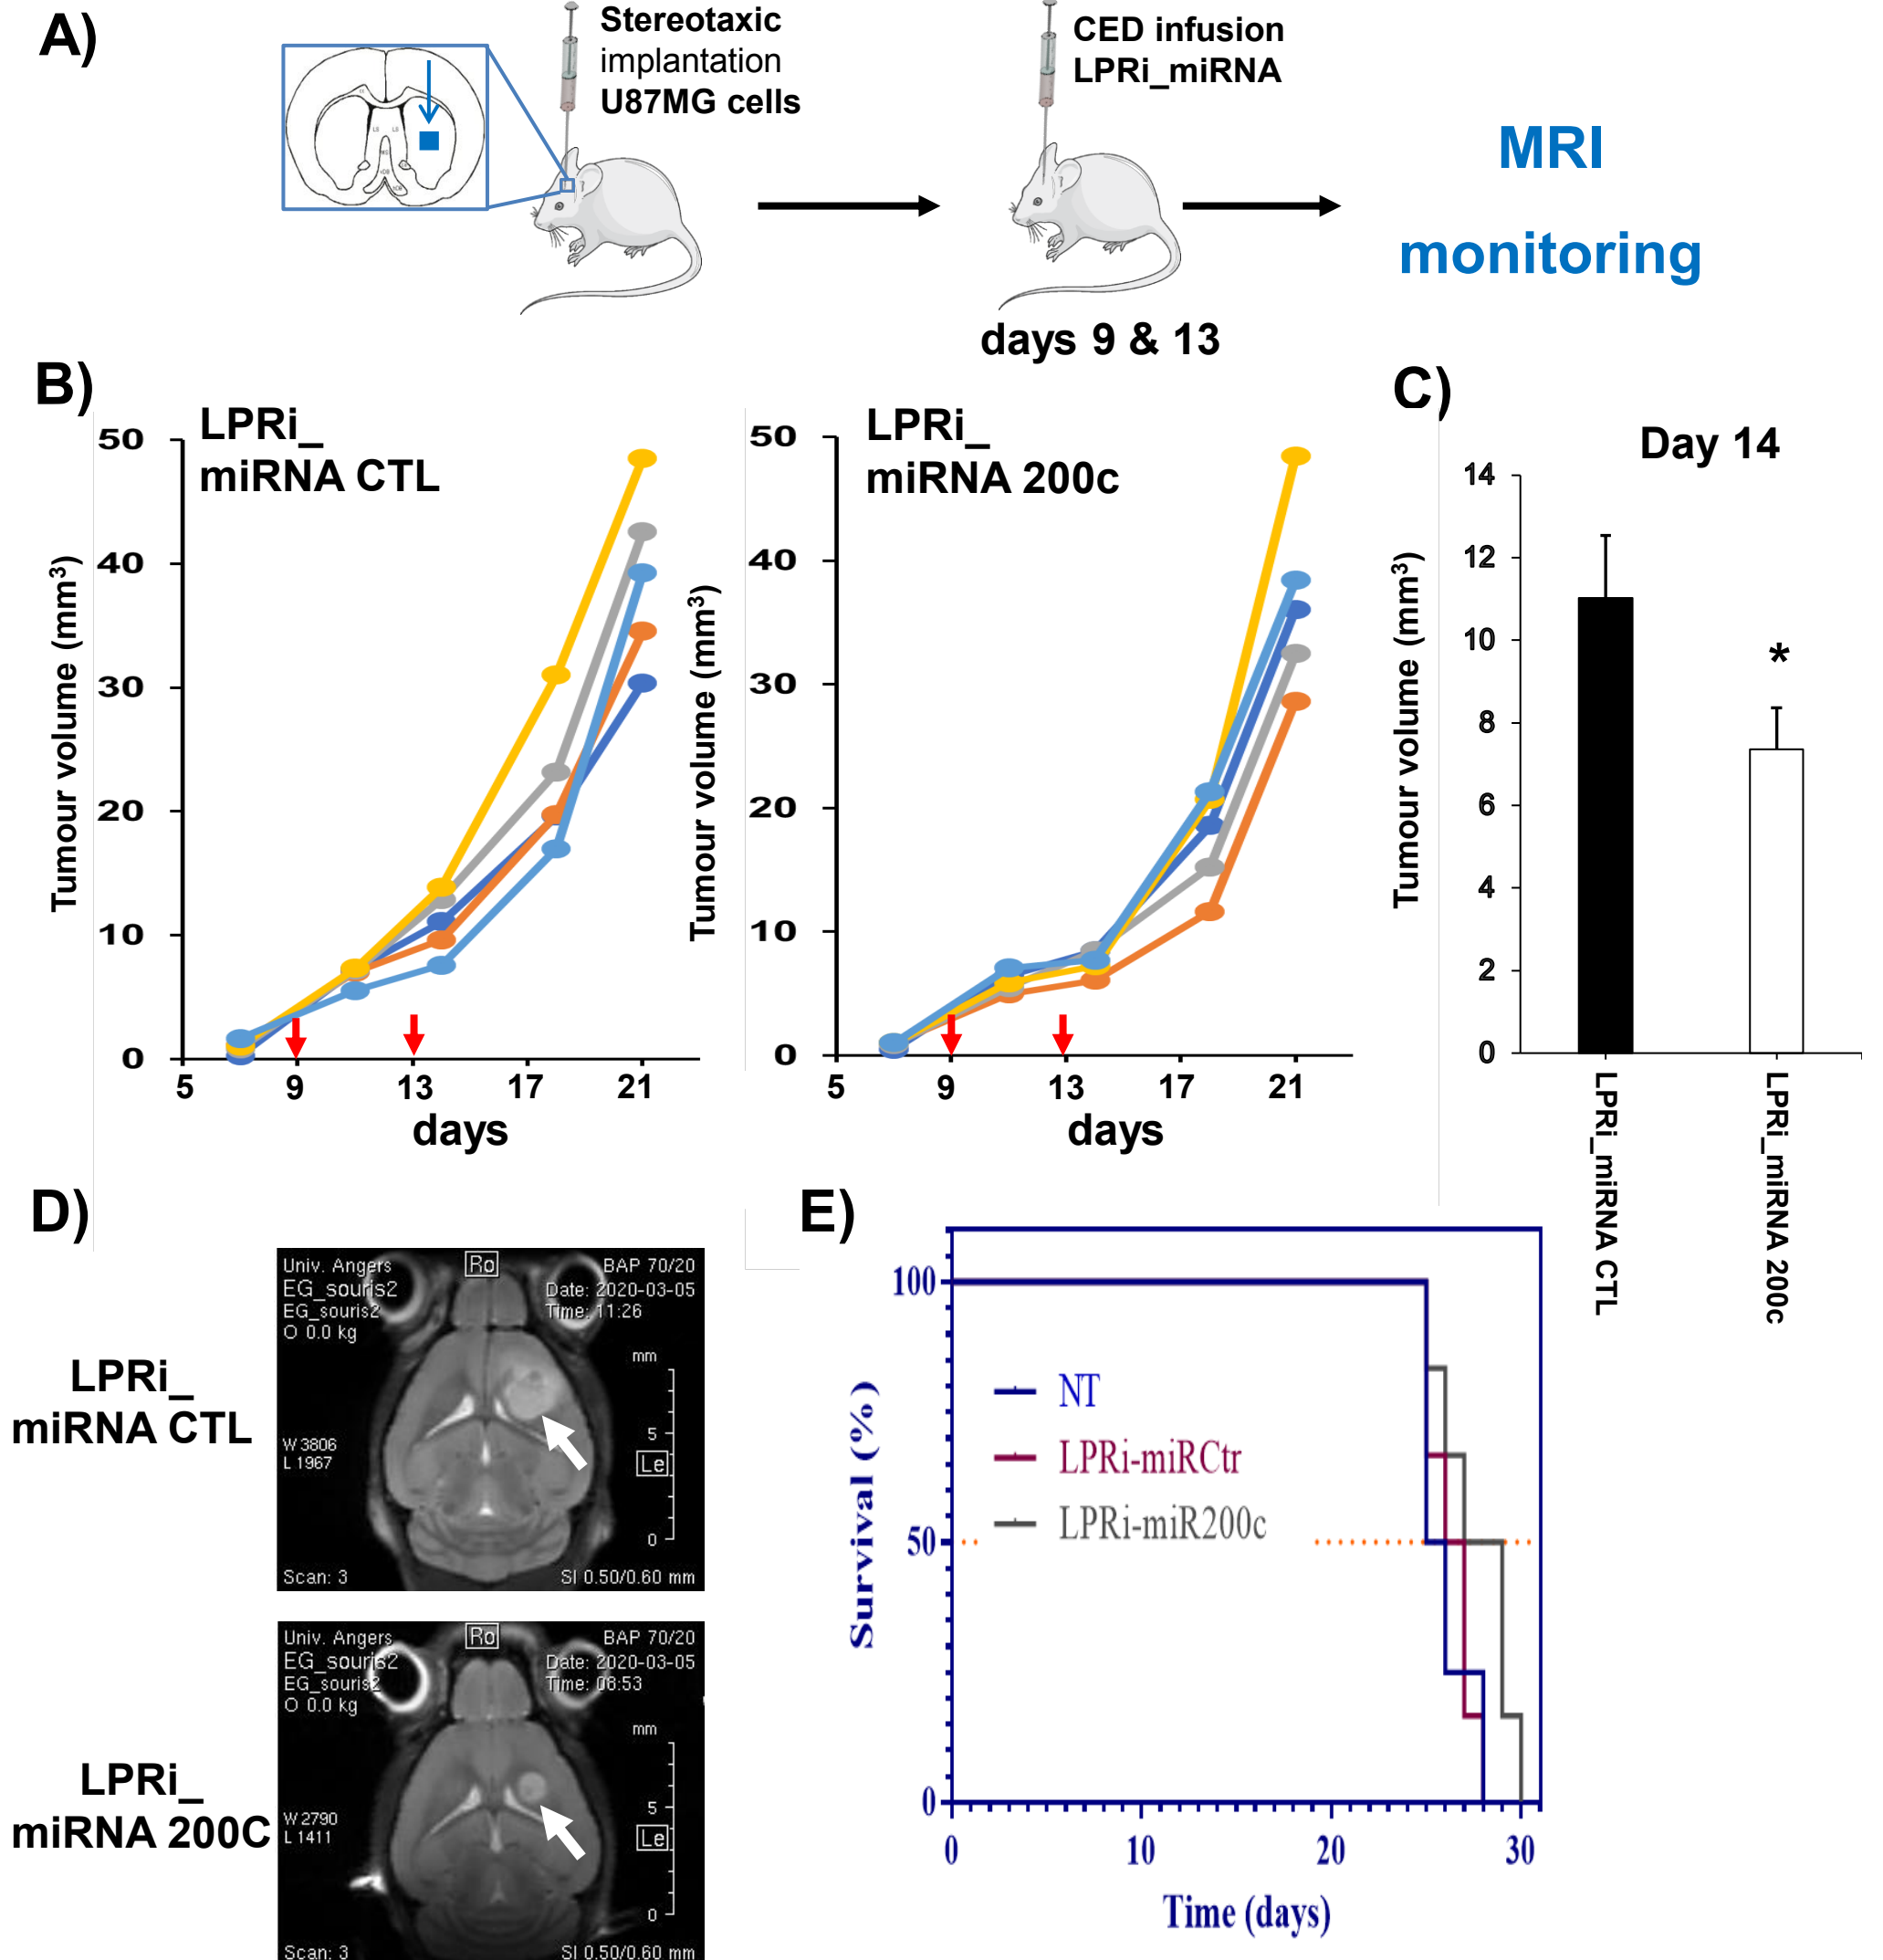 A)
Stereotaxic
implantation
U87MG cells
CED infusion
LPRi_miRNA
MRI
monitoring
days 9 & 13
B)
LPRi_
miRNA CTL
50
40
30
20
10
0
5 9 13 17 21
days
Tumour volume (mm³)
LPRi_
miRNA 200c
50
40
30
20
10
0
5 9 13 17 21
days
Tumour volume (mm³)
C)
Day 14
14
12
10
8
6
4
2
0
*
Tumour volume (mm³)
LPRi_miRNA CTL
LPRi_miRNA 200c
D)
LPRi_
miRNA CTL
Univ. Angers Ro BAP 70/20
EG_souris2 Date: 2020-03-05
EG_souris2 Time: 11:26
O 0.0 kg
mm
5
W 3806
L 1967
Le
0
Scan: 3 SI 0.50/0.60 mm
LPRi_
miRNA 200C
Univ. Angers Ro BAP 70/20
EG_souris2 Date: 2020-03-05
EG_souris2 Time: 08:53
O 0.0 kg
mm
5
W 2790
L 1411
Le
0
Scan: 3 SI 0.50/0.60 mm
E)
100
50
0
Survival (%)
NT
LPRi-miRCtr
LPRi-miR200c
0 10 20 30
Time (days)